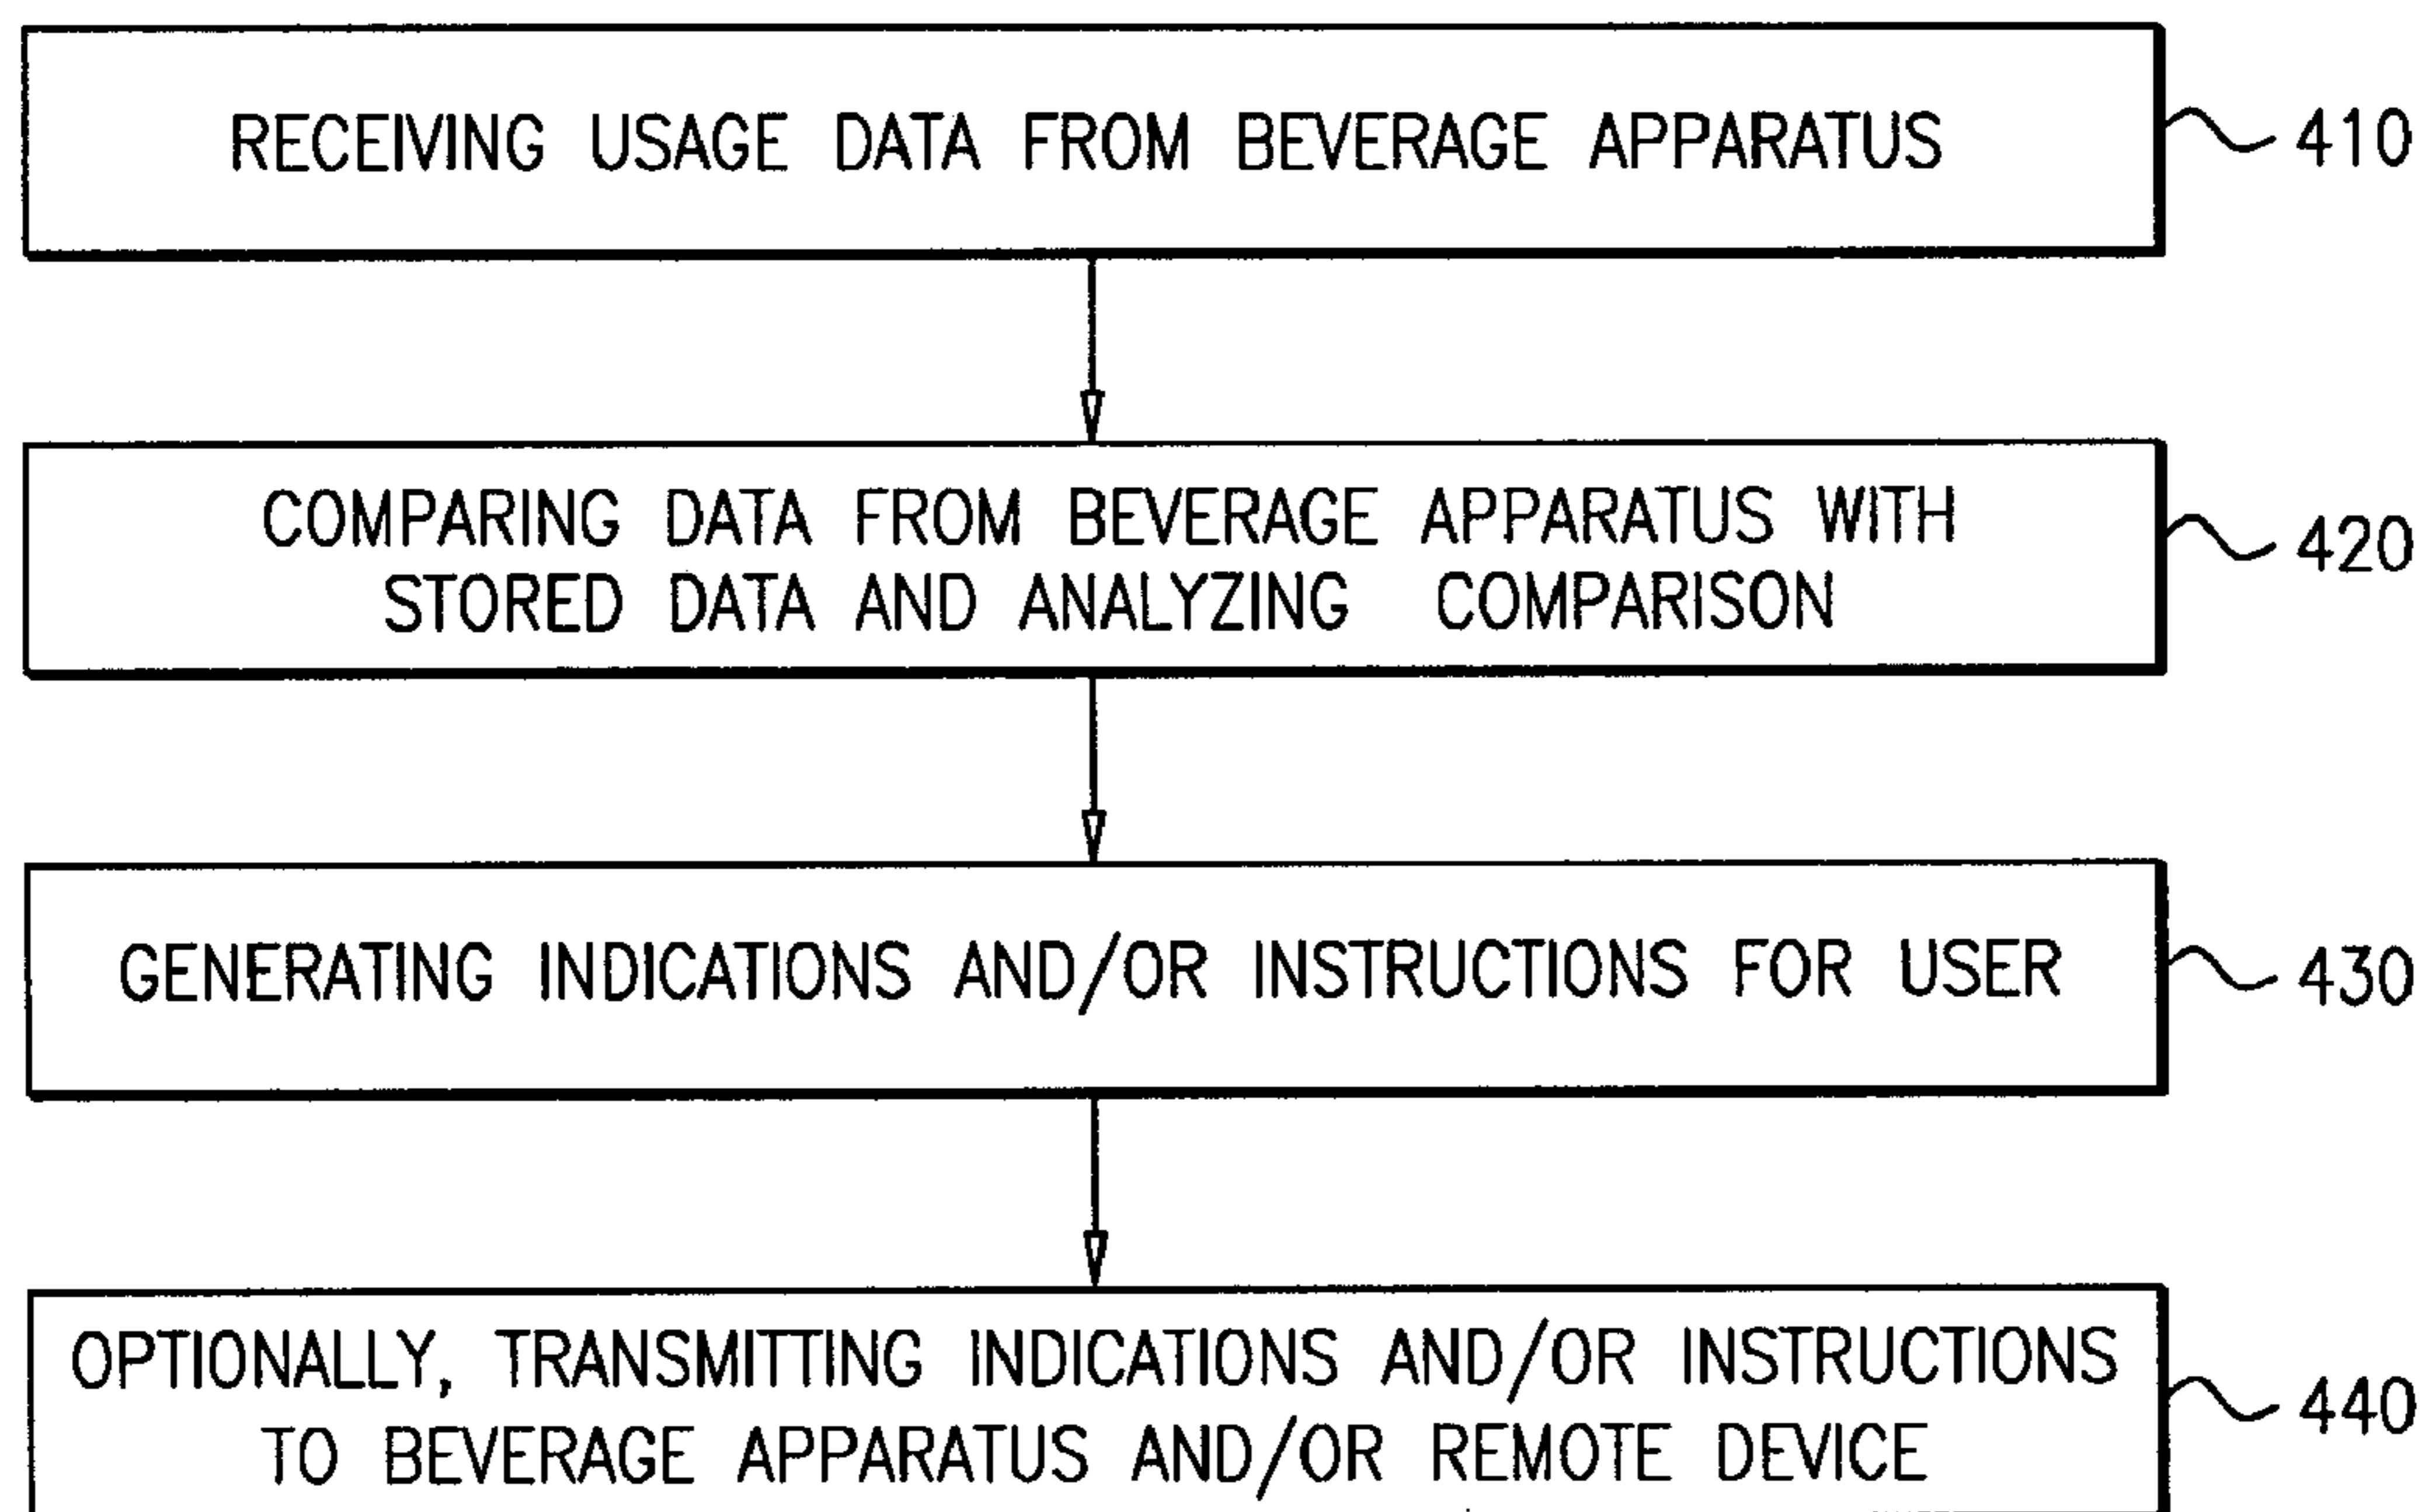 RECEIVING USAGE DATA FROM BEVERAGE APPARATUS
410
COMPARING DATA FROM BEVERAGE APPARATUS WITH
STORED DATA AND ANALYZING COMPARISON
420
GENERATING INDICATIONS AND/OR INSTRUCTIONS FOR USER
430
OPTIONALLY, TRANSMITTING INDICATIONS AND/OR INSTRUCTIONS
TO BEVERAGE APPARATUS AND/OR REMOTE DEVICE
440